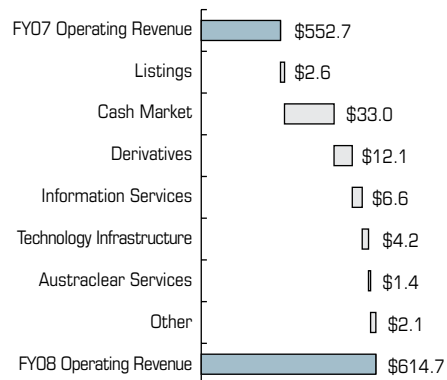 FY07 Operating Revenue $552.7
Listings $2.6
Cash Market $33.0
Derivatives $12.1
Information Services $6.6
Technology Infrastructure $4.2
Austraclear Services $1.4
Other $2.1
FY08 Operating Revenue $614.7